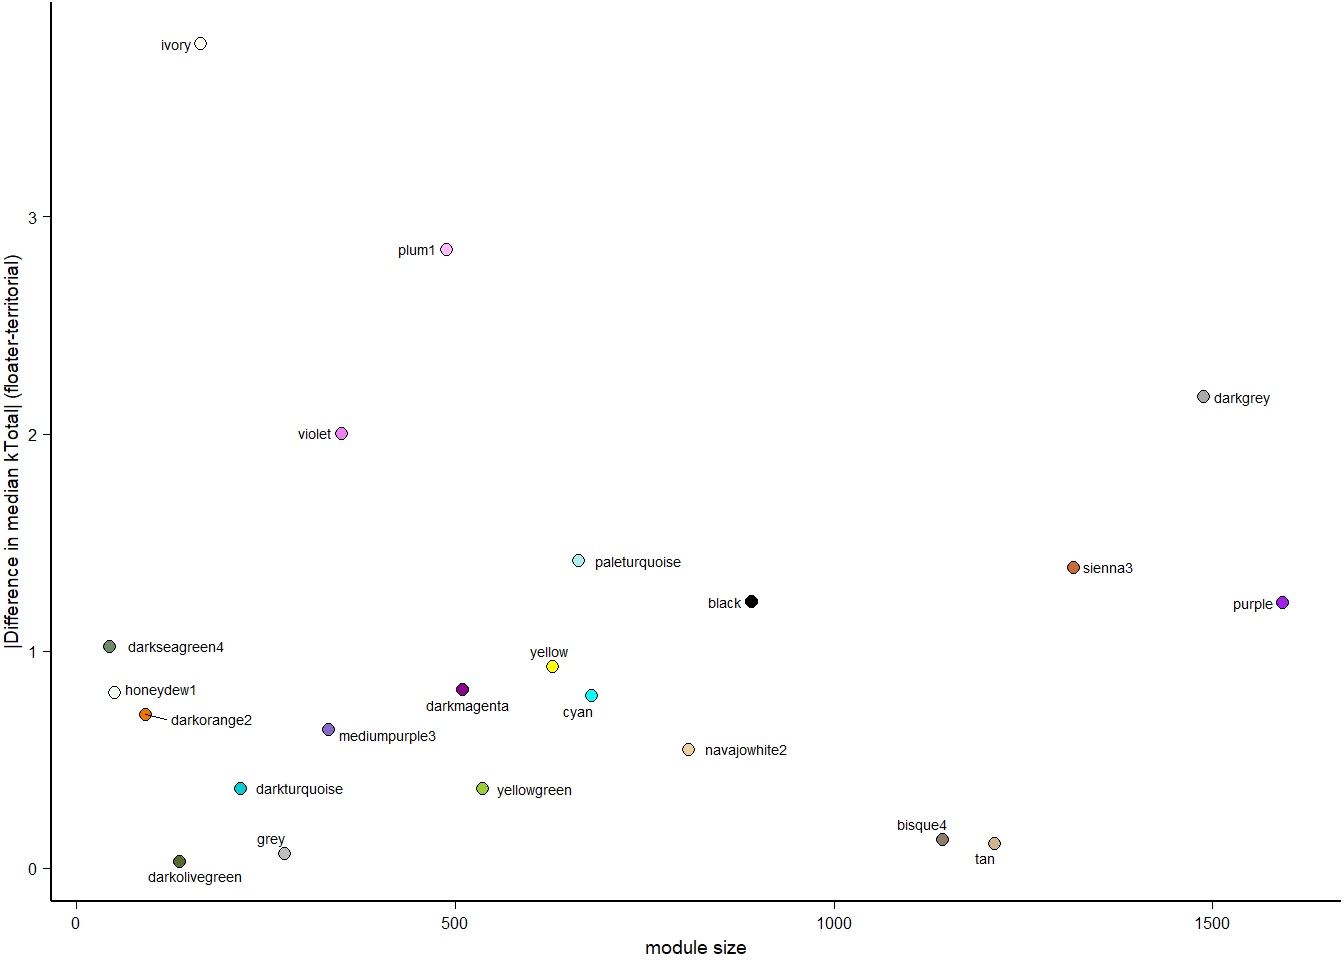 ivory
3
plum1
|Difference in median kTotal| (floater-territorial)
darkgrey
2
violet
paleturquoise
sienna3
black
purple
1
darkseagreen4
yellow
honeydew1
darkmagenta
cyan
darkorange2
mediumpurple3
navajowhite2
darkturquoise
yellowgreen
bisque4
grey
tan
0
darkolivegreen
0
500
1000
1500
module size